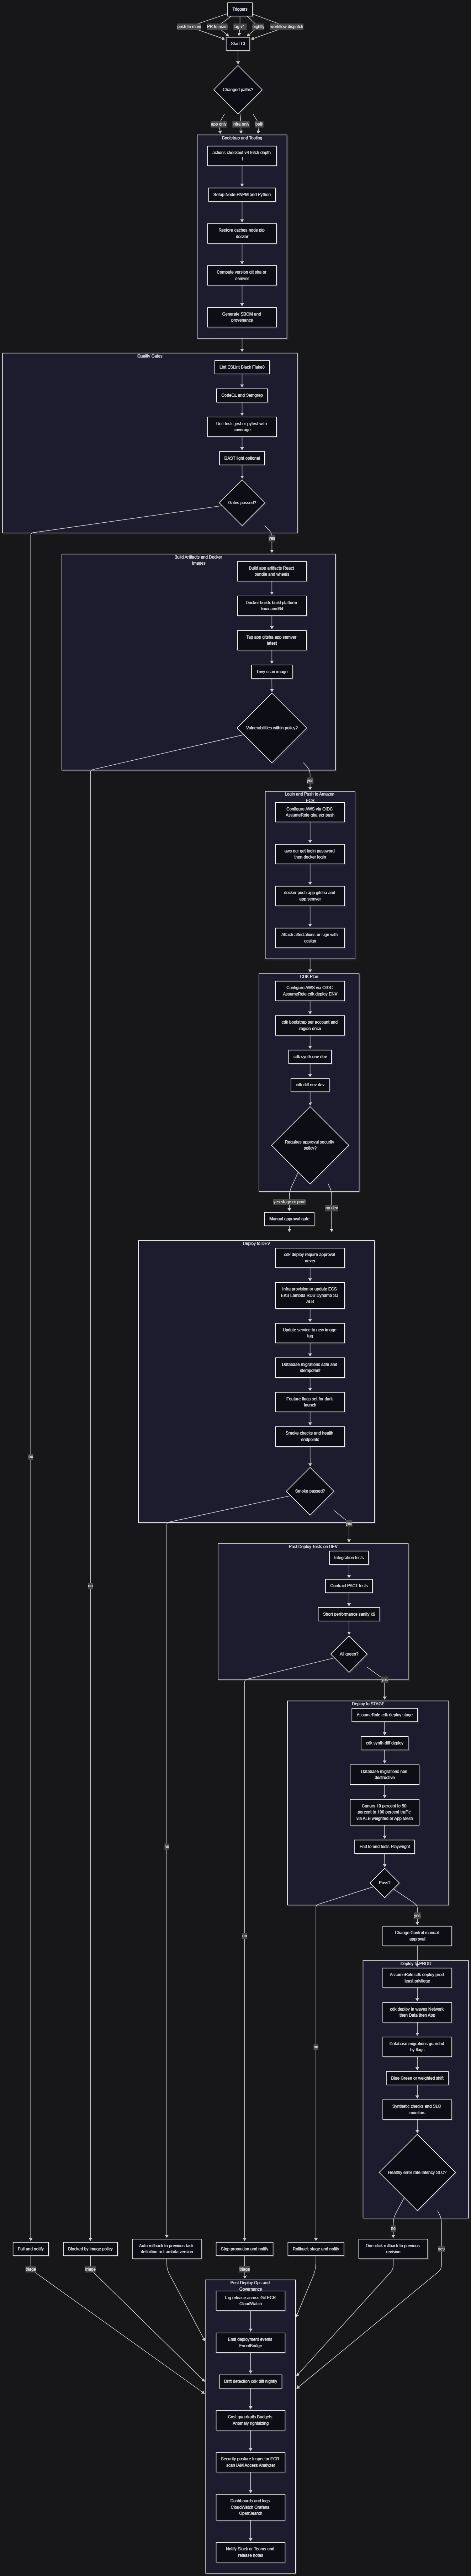 Triggers
push to main
PR to main
tag v*
nightly
workflow dispatch
Start CI
Changed paths?
app only
infra only
both
Bootstrap and Tooling
actions checkout v4 fetch depth
1
Setup Node PNPM and Python
Restore caches node pip
docker
Compute version git sha or
semver
Generate SBOM and
provenance
Quality Gates
Lint ESLint Black Flake8
CodeQL and Semgrep
Unit tests jest or pytest with
coverage
DAST light optional
Gates passed?
yes
Build Artifacts and Docker
Images
Build app artifacts React
bundle and wheels
Docker buildx build platform
linux amd64
Tag app gitsha app semver
latest
Trivy scan image
Vulnerabilities within policy?
yes
Login and Push to Amazon
ECR
Configure AWS via OIDC
AssumeRole gha ecr push
aws ecr get login password
then docker login
docker push app gitsha and
app semver
Attach attestations or sign with
cosign
CDK Plan
Configure AWS via OIDC
AssumeRole cdk deploy ENV
cdk bootstrap per account and
region once
cdk synth env dev
cdk diff env dev
Requires approval security
policy?
yes stage or prod
no dev
Manual approval gate
Deploy to DEV
cdk deploy require approval
never
Infra provision or update ECS
EKS Lambda RDS Dynamo S3
ALB
Update service to new image
tag
Database migrations safe and
idempotent
Feature flags set for dark
launch
Smoke checks and health
endpoints
no
Smoke passed?
yes
Post Deploy Tests on DEV
Integration tests
Contract PACT tests
no
Short performance sanity k6
All green?
yes
Deploy to STAGE
AssumeRole cdk deploy stage
cdk synth diff deploy
Database migrations non
destructive
Canary 10 percent to 50
percent to 100 percent traffic
via ALB weighted or App Mesh
no
End to end tests Playwright
Pass?
yes
no
Change Control manual
approval
Deploy to PROD
AssumeRole cdk deploy prod
least privilege
cdk deploy in waves Network
then Data then App
Database migrations guarded
by flags
no
Blue Green or weighted shift
Synthetic checks and SLO
monitors
Healthy error rate latency SLO?
no
yes
Fail and notify
Blocked by image policy
Auto rollback to previous task
definition or Lambda version
Stop promotion and notify
Rollback stage and notify
One click rollback to previous
revision
triage
triage
triage
Post Deploy Ops and
Governance
Tag release across Git ECR
CloudWatch
Emit deployment events
EventBridge
Drift detection cdk diff nightly
Cost guardrails Budgets
Anomaly rightsizing
Security posture Inspector ECR
scan IAM Access Analyzer
Dashboards and logs
CloudWatch Grafana
OpenSearch
Notify Slack or Teams and
release notes